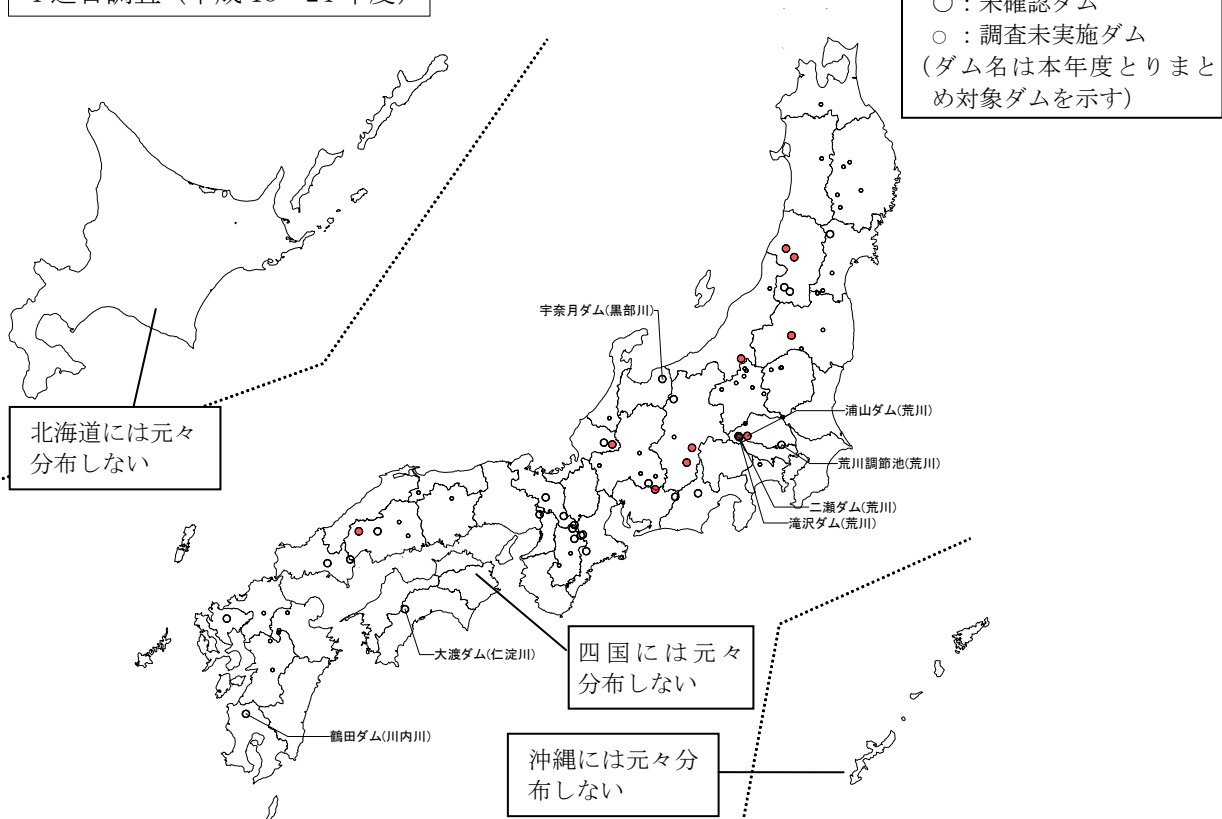 ○：未確認ダム
○：調査未実施ダム
（ダム名は本年度とりまと
め対象ダムを示す）
宇奈月ダム(黒部川)
浦山ダム(荒川)
荒川調節池(荒川)
二瀬ダム(荒川)
滝沢ダム(荒川)
北海道には元々
分布しない
大渡ダム(仁淀川)
四国には元々
分布しない
鶴田ダム(川内川)
沖縄には元々分
布しない